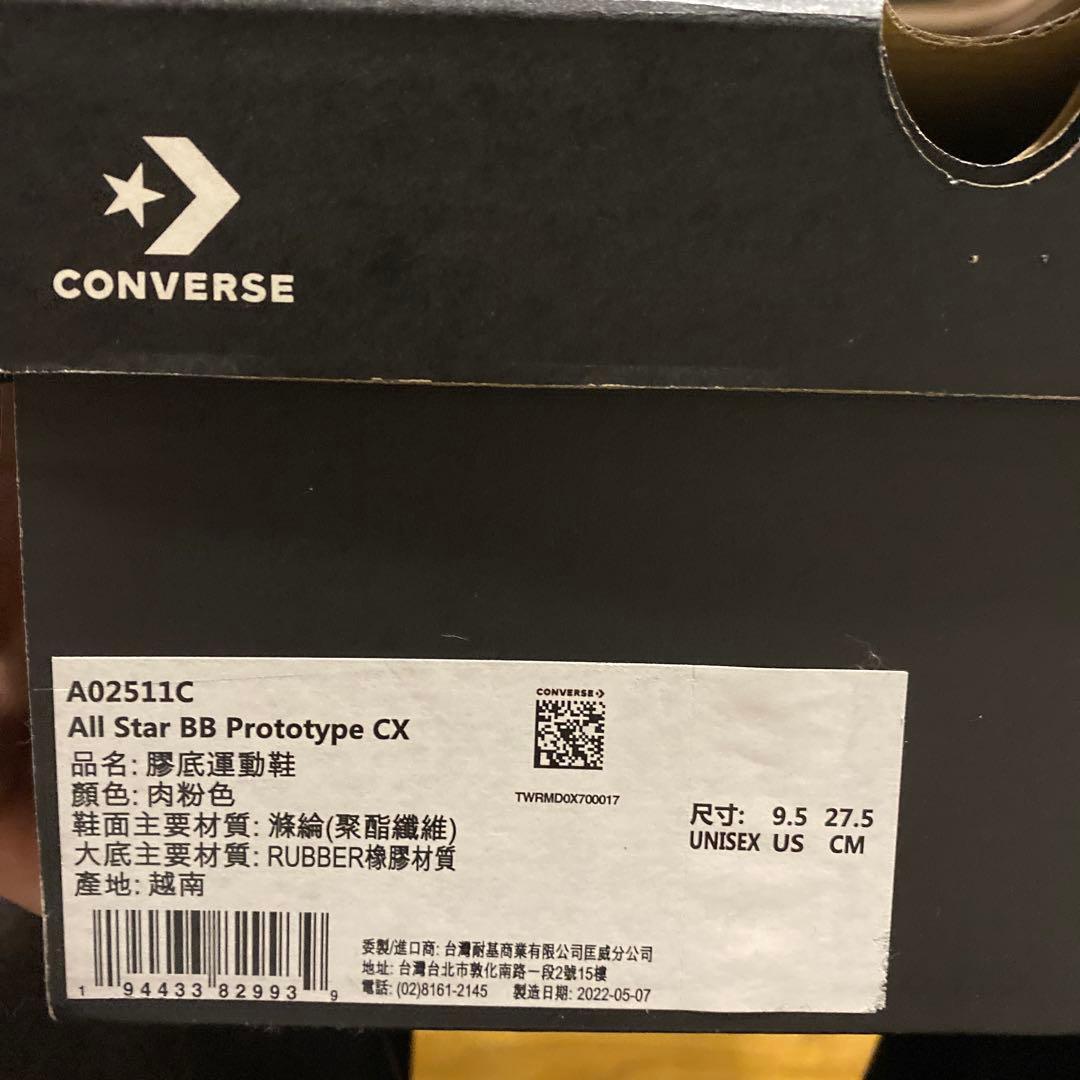 CONVERSE
A02511C
All Star BB Prototype CX
品名: 膠底運動鞋
顏色: 肉粉色
鞋面主要材質: 滌綸(聚酯纖維)
大底主要材質: RUBBER橡膠材質
產地: 越南
1 94433 82993 9
CONVERSE
TWRMD0X700017
尺寸: 9.5 27.5
UNISEX US CM
委製/進口商: 台灣耐基商業有限公司匡威分公司
地址: 台灣台北市敦化南路一段2號15樓
電話: (02)8161-2145 製造日期: 2022-05-07